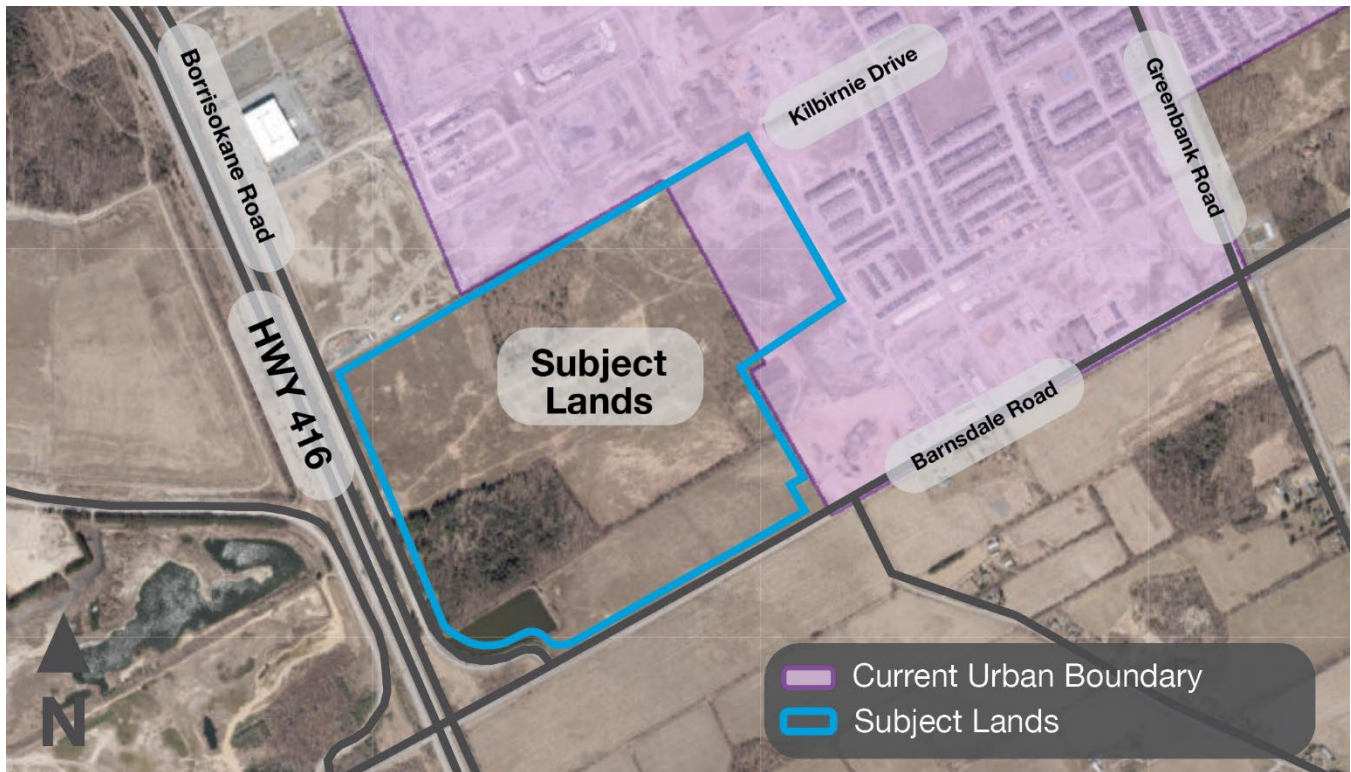 Borrisokane Road
Kilbirnie Drive
Greenbank Road
HWY 416
Subject
Lands
Barnsdale Road
N
Current Urban Boundary
Subject Lands